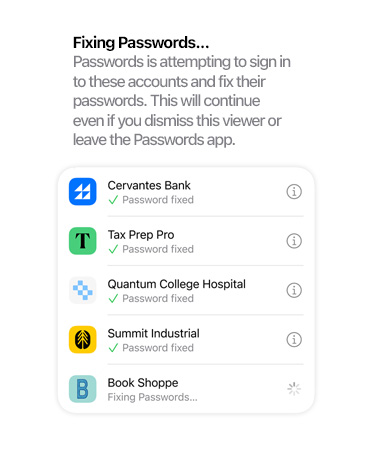 Fixing Passwords...
Passwords is attempting to sign in
to these accounts and fix their
passwords. This will continue
even if you dismiss this viewer or
leave the Passwords app.
Cervantes Bank
Password fixed
T
Tax Prep Pro
Password fixed
Quantum College Hospital
Password fixed
Summit Industrial
Password fixed
B
Book Shoppe
Fixing Passwords...